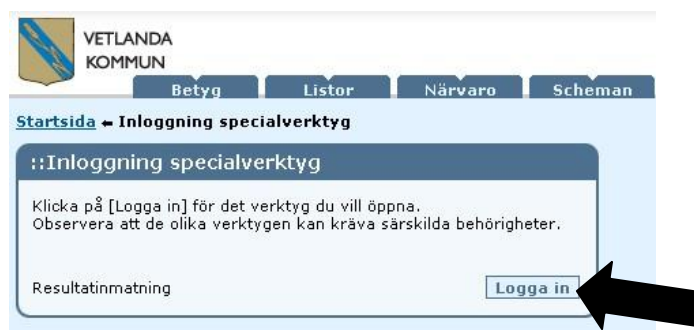 VETLANDA
KOMMUN
Betyg Listor Närvaro Scheman
Startsida ← Inloggning specialverktyg
::Inloggning specialverktyg
Klicka på [Logga in] för det verktyg du vill öppna.
Observera att de olika verktygen kan kräva särskilda behörigheter.
Resultatinmatning Logga in